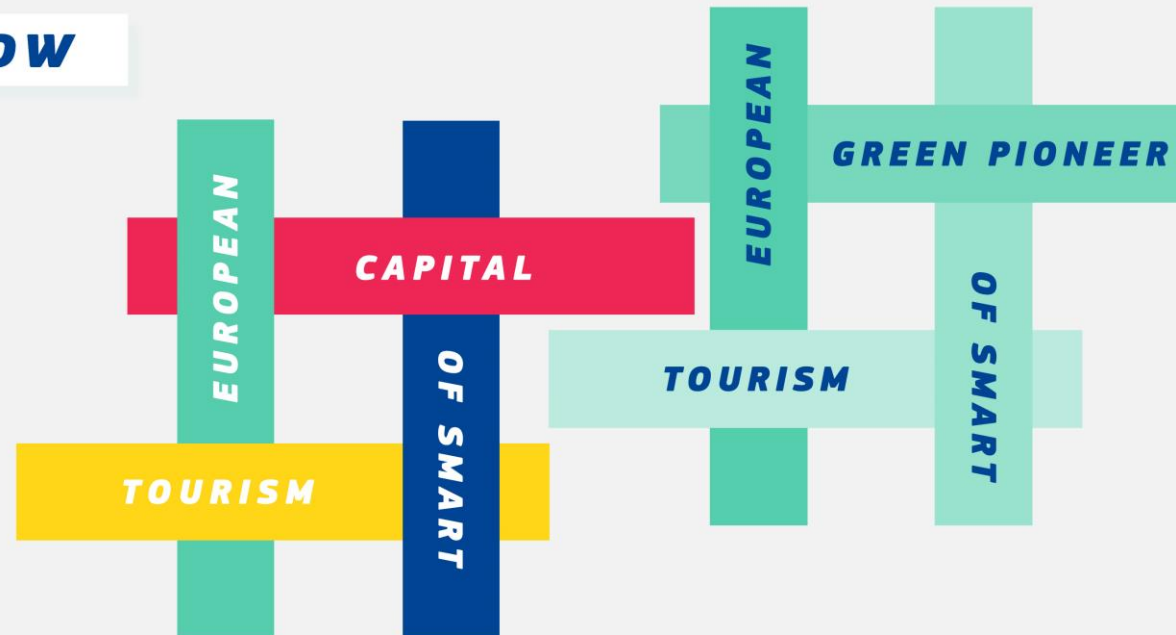 EUROPEAN
CAPITAL
OF SMART
TOURISM
EUROPEAN
GREEN PIONEER
OF SMART
TOURISM